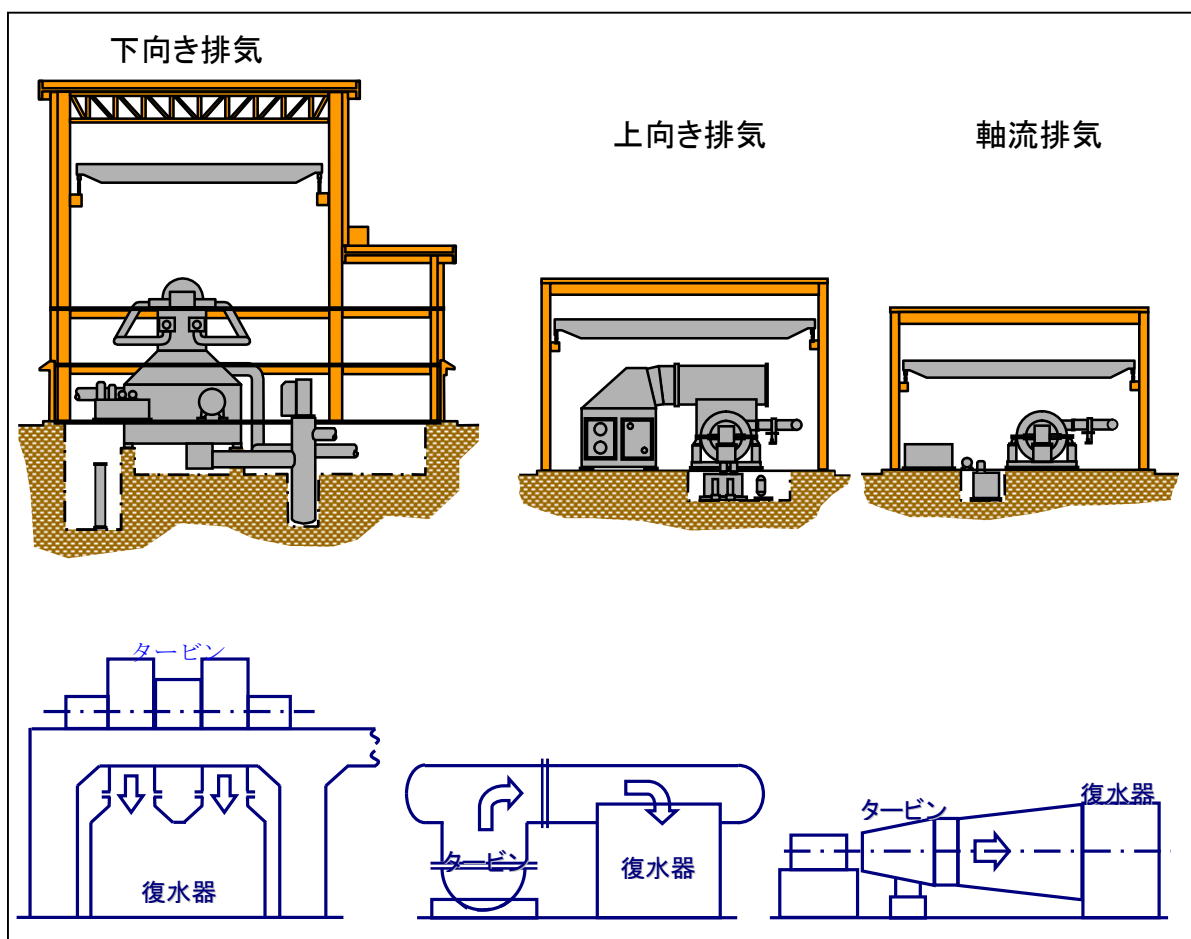 下向き排気
上向き排気
軸流排気
タービン
復水器
タービン
復水器
タービン
復水器